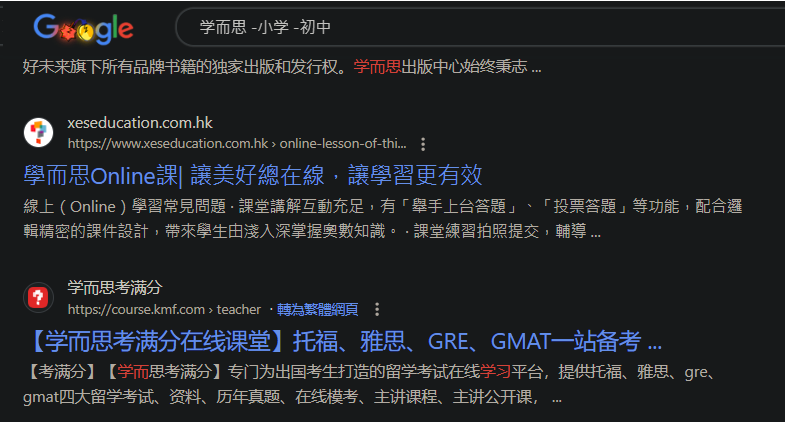 Google
学而思 -小学 -初中
好未来旗下所有品牌书籍的独家出版和发行权。学而思出版中心始终秉志 ...
xeseducation.com.hk
https://www.xeseducation.com.hk › online-lesson-of-thi...
學而思Online課| 讓美好總在線，讓學習更有效
線上（Online）學習常見問題 · 課堂講解互動充足，有「舉手上台答題」、「投票答題」等功能，配合邏
輯精密的課件設計，帶來學生由淺入深掌握奧數知識。 · 課堂練習拍照提交，輔導 ...
学而思考满分
https://course.kmf.com › teacher · 轉為繁體網頁
【学而思考满分在线课堂】托福、雅思、GRE、GMAT一站备考 ...
【考满分】【学而思考满分】专门为出国考生打造的留学考试在线学习平台，提供托福、雅思、gre、
gmat四大留学考试、资料、历年真题、在线模考、主讲课程、主讲公开课， ...